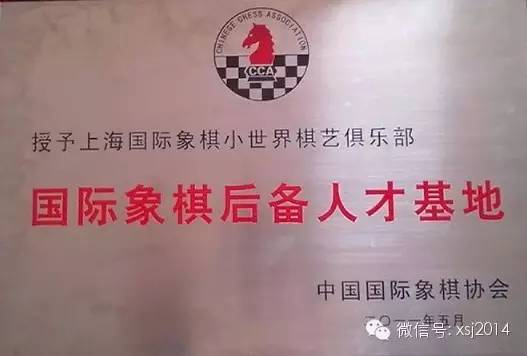 CHINESE CHESS ASSOCIATION
CCA
授予上海国际象棋小世界棋艺俱乐部
国际象棋后备人才基地
中国国际象棋协会
二〇一一年五月
微信号: xsj2014